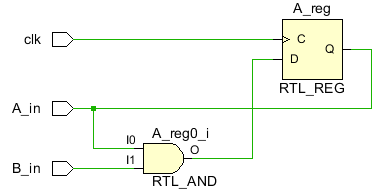 A_reg
clk
C
Q
D
RTL_REG
A_in
A_reg0_i
I0
O
I1
B_in
RTL_AND